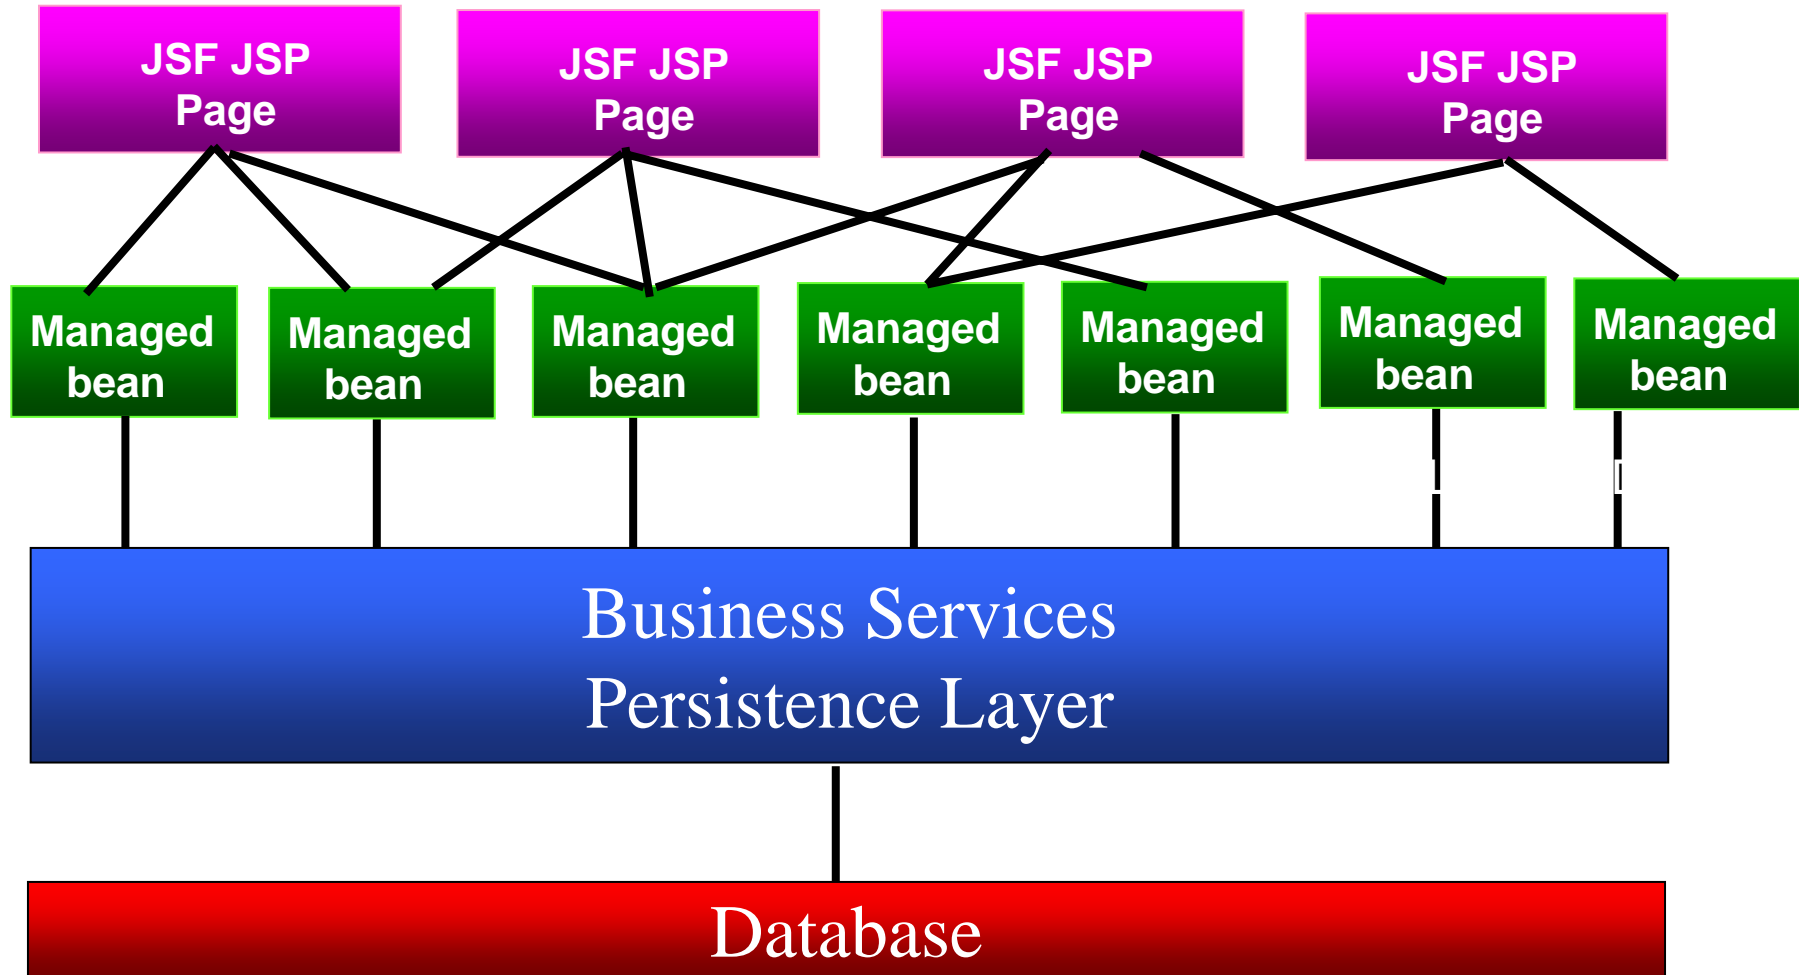 JSF JSP
Page
JSF JSP
Page
JSF JSP
Page
JSF JSP
Page
Managed
bean
Managed
bean
Managed
bean
Managed
bean
Managed
bean
Managed
bean
Managed
bean
Business Services
Persistence Layer
Database